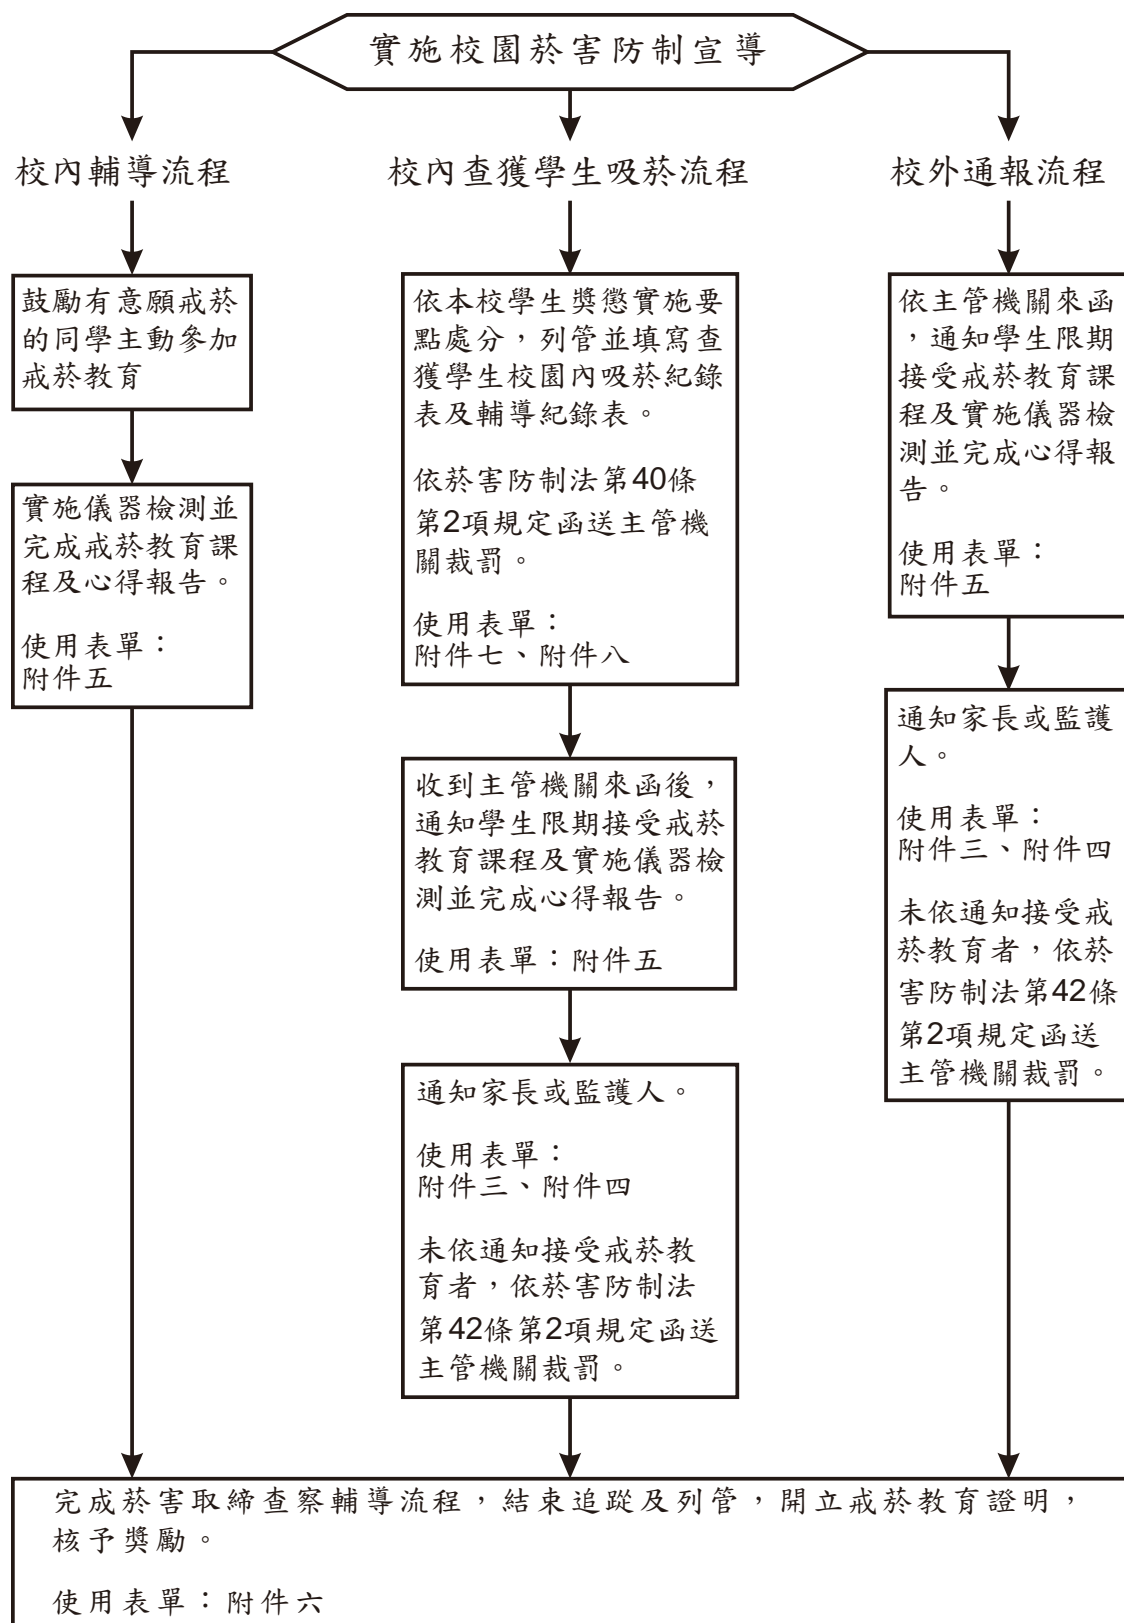 實施校園菸害防制宣導
校內輔導流程
鼓勵有意願戒菸
的同學主動參加
戒菸教育
實施儀器檢測並
完成戒菸教育課
程及心得報告。
使用表單：
附件五
校內查獲學生吸菸流程
依本校學生獎懲實施要
點處分，列管並填寫查
獲學生校園內吸菸紀錄
表及輔導紀錄表。
依菸害防制法第40條
第2項規定函送主管機
關裁罰。
使用表單：
附件七、附件八
收到主管機關來函後，
通知學生限期接受戒菸
教育課程及實施儀器檢
測並完成心得報告。
使用表單：附件五
通知家長或監護人。
使用表單：
附件三、附件四
未依通知接受戒菸教
育者，依菸害防制法
第42條第2項規定函送
主管機關裁罰。
校外通報流程
依主管機關來函
，通知學生限期
接受戒菸教育課
程及實施儀器檢
測並完成心得報
告。
使用表單：
附件五
通知家長或監護
人。
使用表單：
附件三、附件四
未依通知接受戒
菸教育者，依菸
害防制法第42條
第2項規定函送
主管機關裁罰。
完成菸害取締查察輔導流程，結束追蹤及列管，開立戒菸教育證明，
核予獎勵。
使用表單：附件六